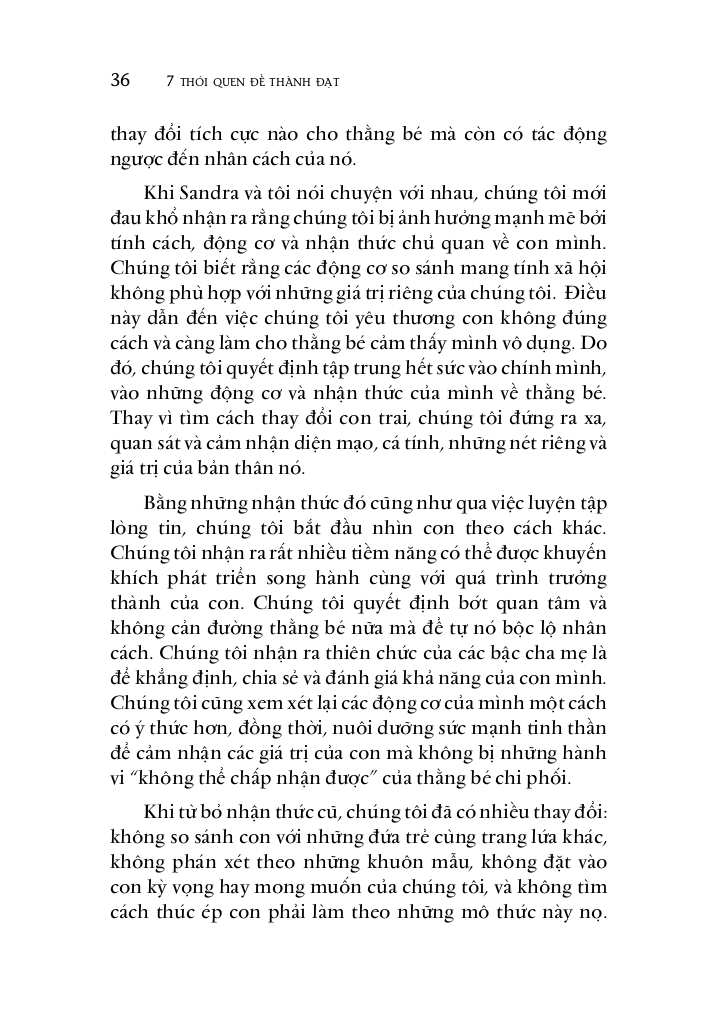 36 7 THÓI QUEN ĐỂ THÀNH ĐẠT
thay đổi tích cực nào cho thằng bé mà còn có tác động
ngược đến nhân cách của nó.
Khi Sandra và tôi nói chuyện với nhau, chúng tôi mới
đau khổ nhận ra rằng chúng tôi bị ảnh hưởng mạnh mẽ bởi
tính cách, động cơ và nhận thức chủ quan về con mình.
Chúng tôi biết rằng các động cơ so sánh mang tính xã hội
không phù hợp với những giá trị riêng của chúng tôi. Điều
này dẫn đến việc chúng tôi yêu thương con không đúng
cách và càng làm cho thằng bé cảm thấy mình vô dụng. Do
đó, chúng tôi quyết định tập trung hết sức vào chính mình,
vào những động cơ và nhận thức của mình về thằng bé.
Thay vì tìm cách thay đổi con trai, chúng tôi đứng ra xa,
quan sát và cảm nhận diện mạo, cá tính, những nét riêng và
giá trị của bản thân nó.
Bằng những nhận thức đó cũng như qua việc luyện tập
lòng tin, chúng tôi bắt đầu nhìn con theo cách khác.
Chúng tôi nhận ra rất nhiều tiềm năng có thể được khuyến
khích phát triển song hành cùng với quá trình trưởng
thành của con. Chúng tôi quyết định bớt quan tâm và
không cản đường thằng bé nữa mà để tự nó bộc lộ nhân
cách. Chúng tôi nhận ra thiên chức của các bậc cha mẹ là
để khẳng định, chia sẻ và đánh giá khả năng của con mình.
Chúng tôi cũng xem xét lại các động cơ của mình một cách
có ý thức hơn, đồng thời, nuôi dưỡng sức mạnh tinh thần
để cảm nhận các giá trị của con mà không bị những hành
vi “không thể chấp nhận được” của thằng bé chi phối.
Khi từ bỏ nhận thức cũ, chúng tôi đã có nhiều thay đổi:
không so sánh con với những đứa trẻ cùng trang lứa khác,
không phán xét theo những khuôn mẫu, không đặt vào
con kỳ vọng hay mong muốn của chúng tôi, và không tìm
cách thúc ép con phải làm theo những mô thức này nọ.